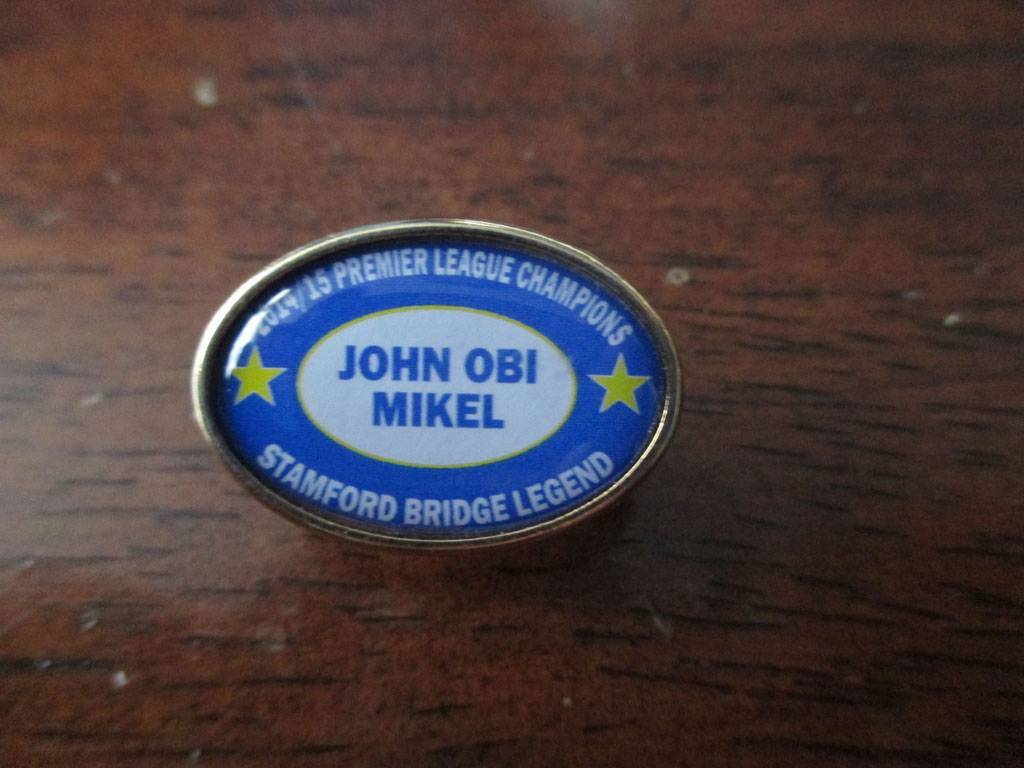 2014/15 PREMIER LEAGUE CHAMPIONS
JOHN OBI
MIKEL
STAMFORD BRIDGE LEGEND